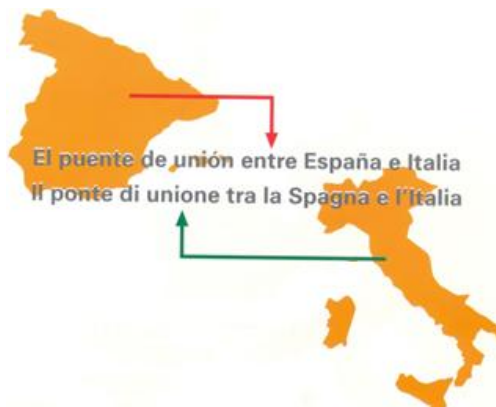 El puente de unión entre España e Italia
Il ponte di unione tra la Spagna e l'Italia